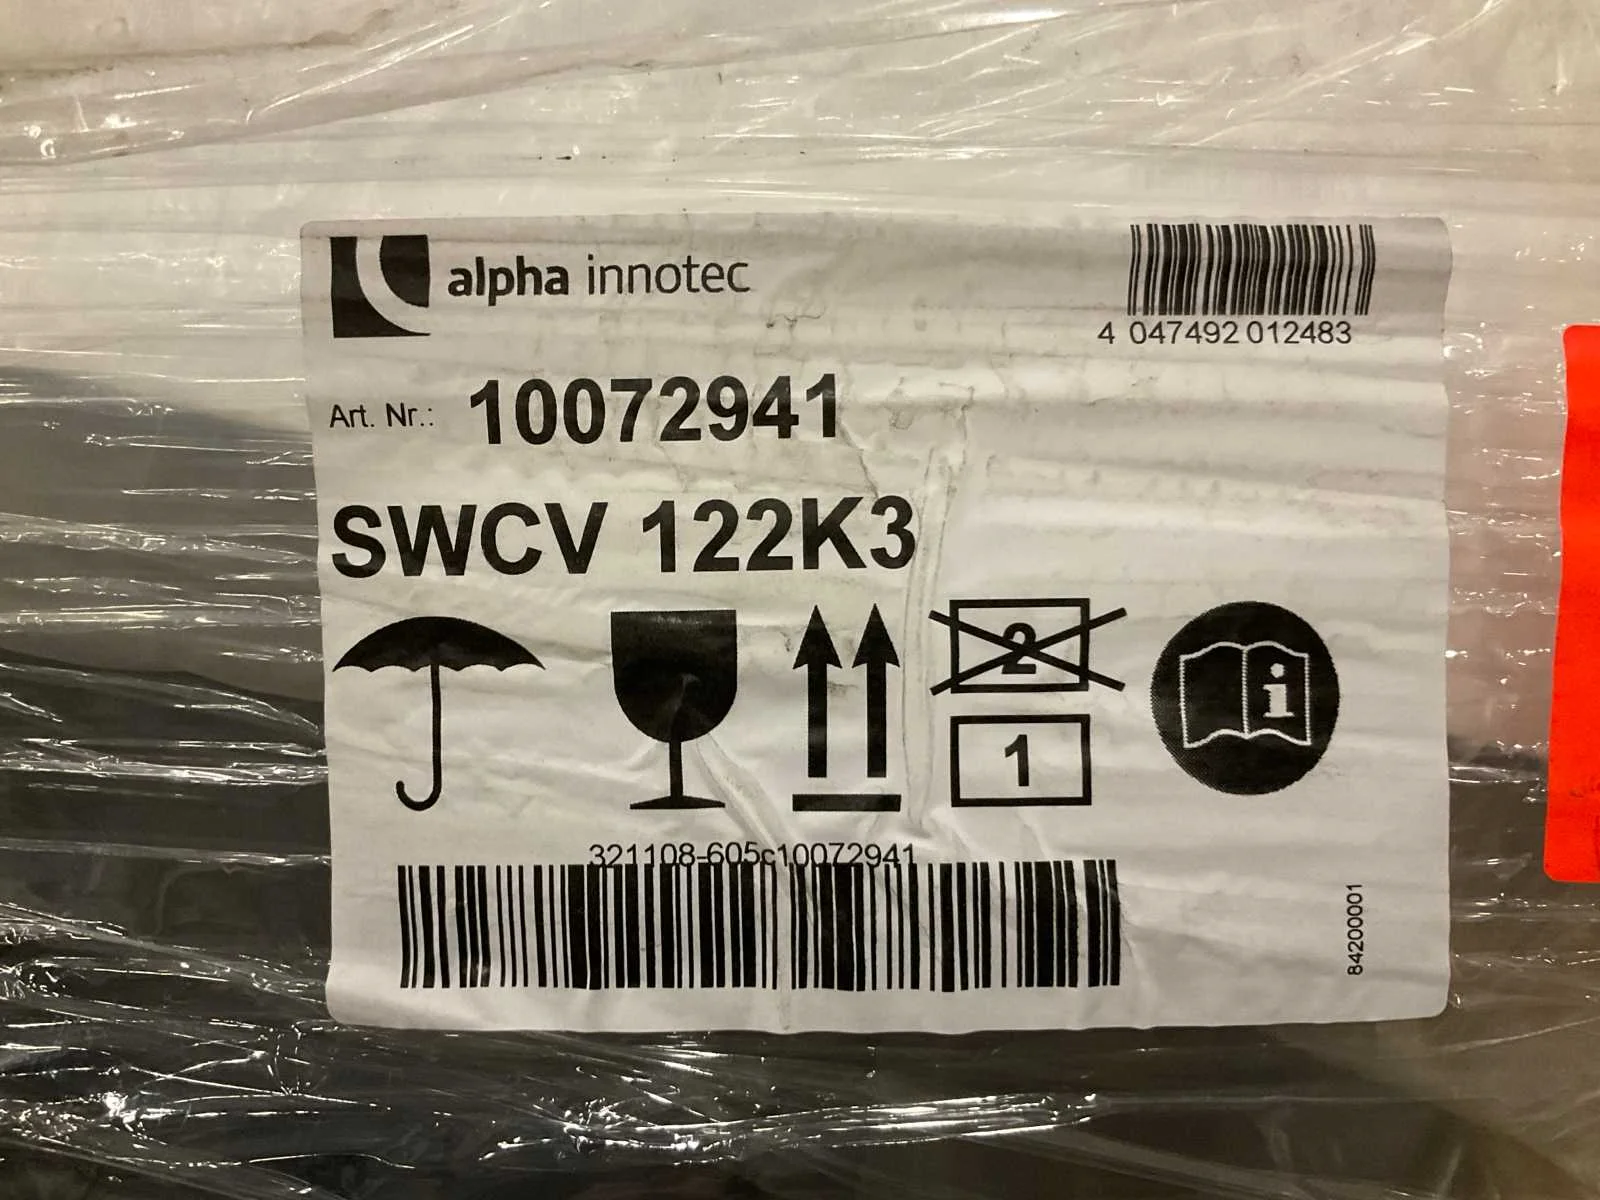 alpha innotec
4 047492 012483
Art. Nr.: 10072941
SWCV 122K3
2
1
i
321108-605c10072941
84200001